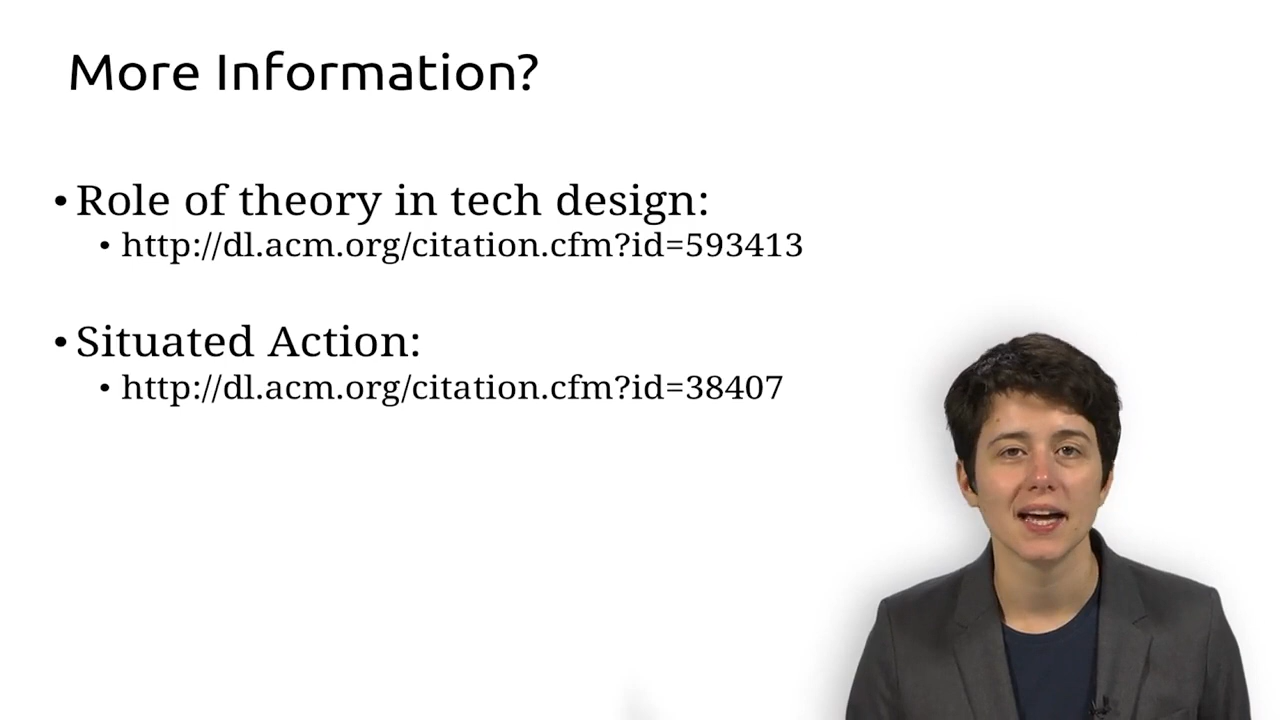 More Information?
• Role of theory in tech design:
• http://dl.acm.org/citation.cfm?id=593413
• Situated Action:
• http://dl.acm.org/citation.cfm?id=38407